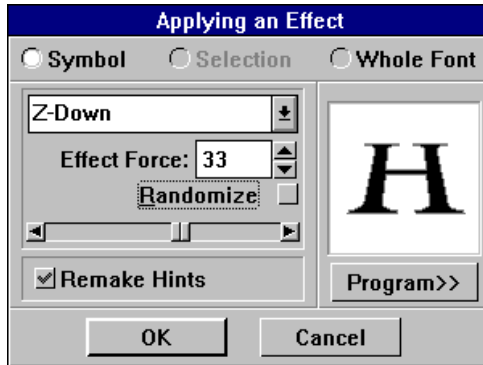 Applying an Effect
Symbol Selection Whole Font
Z-Down
Effect Force: 33
Randomize
H
Remake Hints
Program>>
OK Cancel